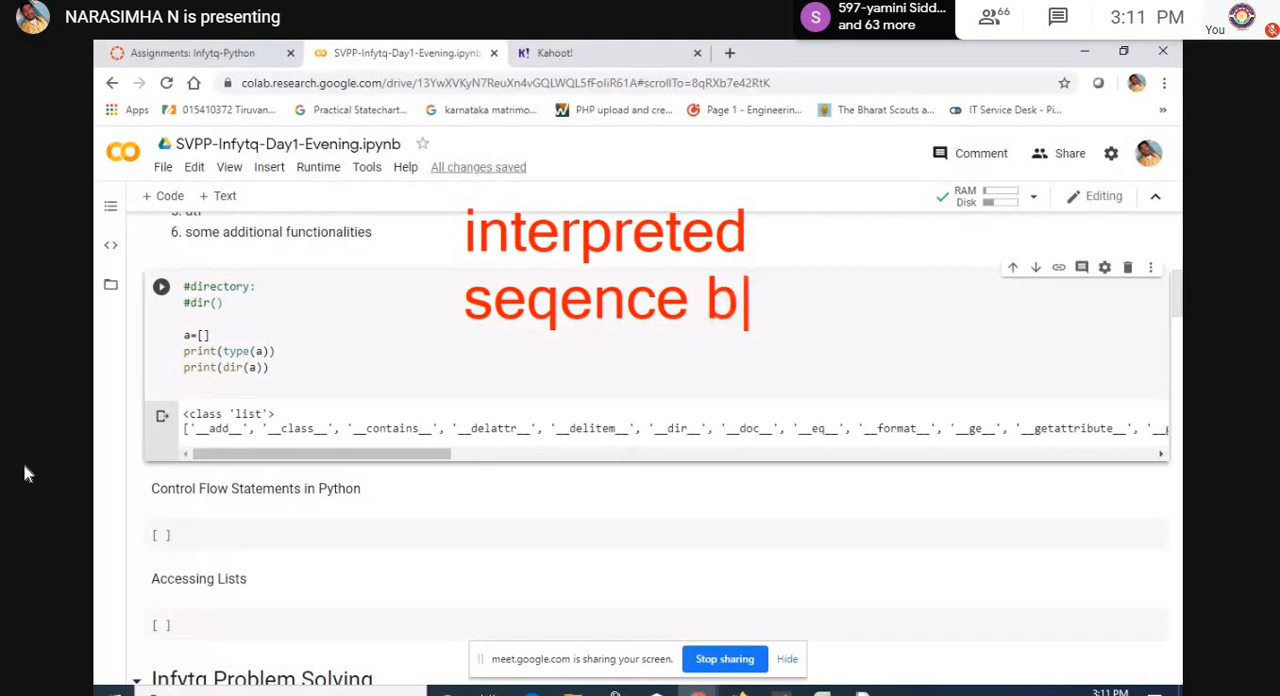 NARASIMHA N is presenting
597-yamini Sidd...
and 63 more
S
66
3:11 PM
You
Assignments: Infytq-Python
SVPP-Infytq-Day1-Evening.ipynb
K! Kahoot!
colab.research.google.com/drive/13YwXVKyN7ReuXn4vGQLWQL5fFoIiR61A#scrollTo=8qRXb7e42RtK
Apps
015410372 Tiruvan...
Practical Statechart...
karnataka matrimo...
PHP upload and cre...
Page 1 - Engineerin...
The Bharat Scouts a...
IT Service Desk - Pi...
»
SVPP-Infytq-Day1-Evening.ipynb
File Edit View Insert Runtime Tools Help All changes saved
Comment
Share
+ Code + Text
RAM
Disk
Editing
6. some additional functionalities
interpreted
seqence b
#directory:
#dir()
a=[]
print(type(a))
print(dir(a))
<class 'list'>
['__add__', '__class__', '__contains__', '__delattr__', '__delitem__', '__dir__', '__doc__', '__eq__', '__format__', '__ge__', '__getattribute__', '__g
Control Flow Statements in Python
[ ]
Accessing Lists
[ ]
meet.google.com is sharing your screen. Stop sharing Hide
Infytq Problem Solving
3:11 PM